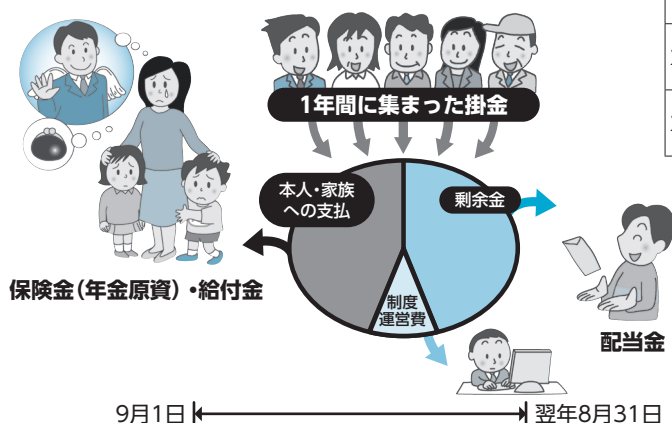 1年間に集まった掛金
本人・家族
への支払
剰余金
制度
運営費
保険金(年金原資)・給付金
配当金
9月1日
翌年8月31日